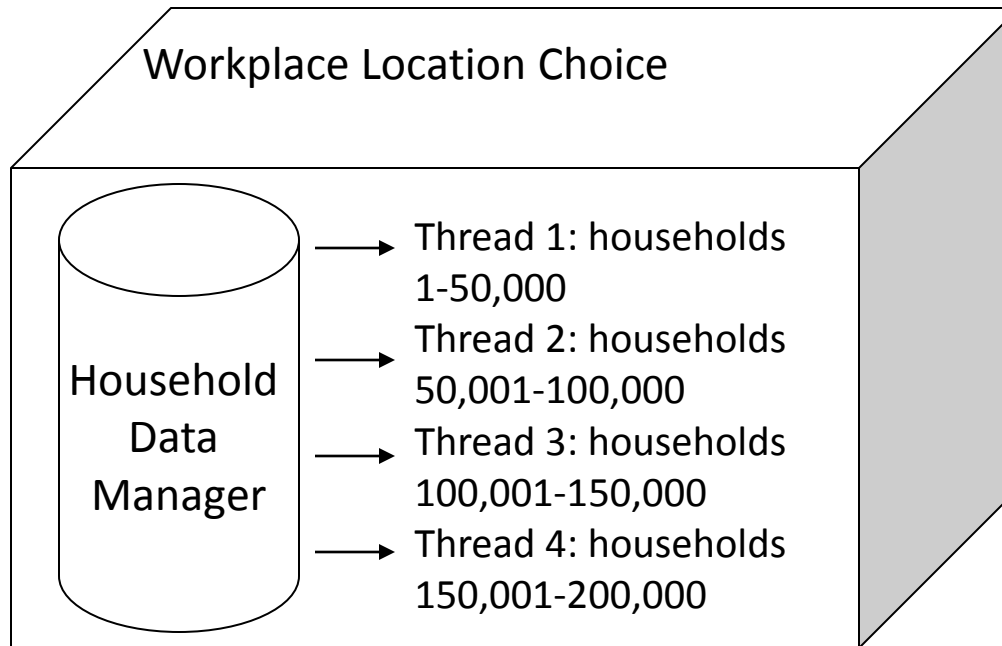 Workplace Location Choice
Household
Data
Manager
Thread 1: households
1-50,000
Thread 2: households
50,001-100,000
Thread 3: households
100,001-150,000
Thread 4: households
150,001-200,000